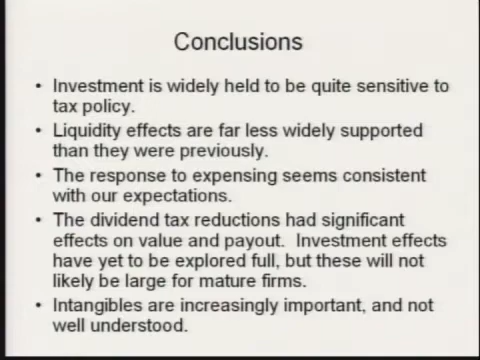 Conclusions
• Investment is widely held to be quite sensitive to
tax policy.
• Liquidity effects are far less widely supported
than they were previously.
• The response to expensing seems consistent
with our expectations.
• The dividend tax reductions had significant
effects on value and payout.  Investment effects
have yet to be explored full, but these will not
likely be large for mature firms.
• Intangibles are increasingly important, and not
well understood.